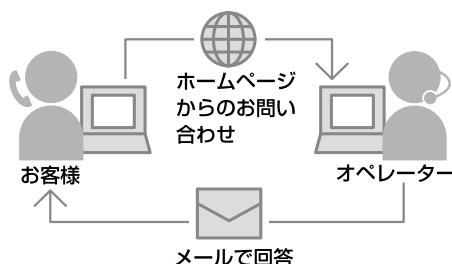 ホームページ
からのお問い
合わせ
お客様
オペレーター
メールで回答